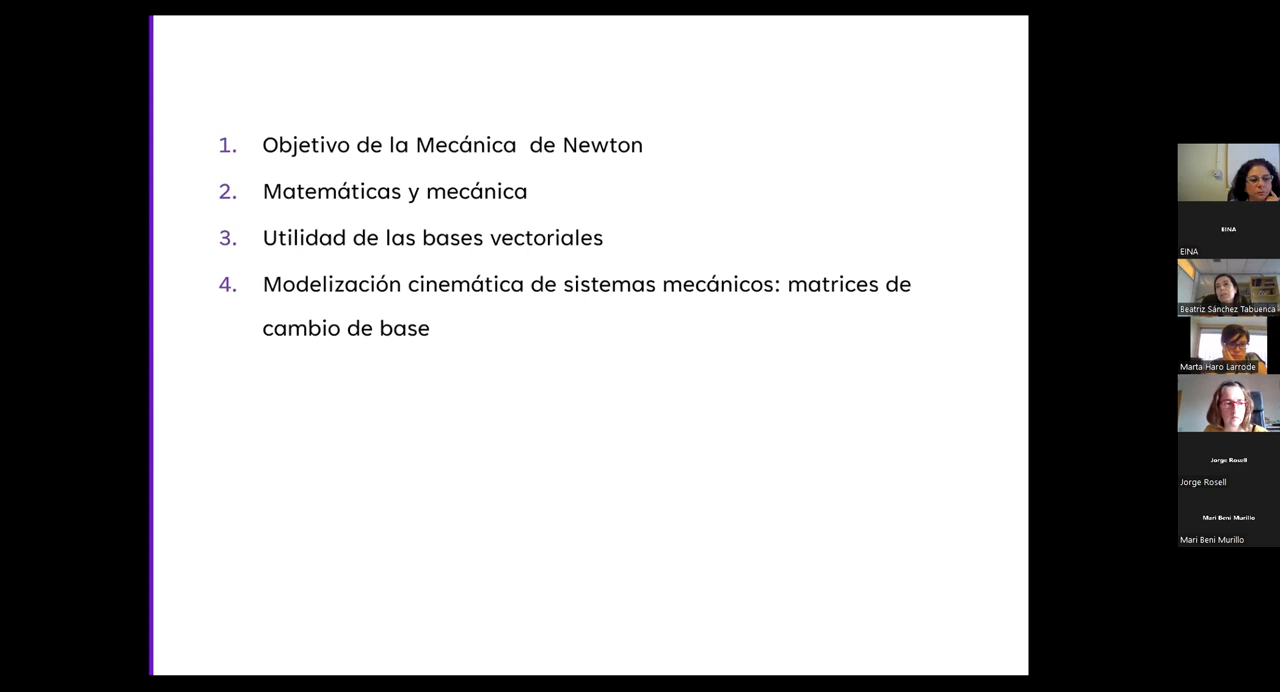 1. Objetivo de la Mecánica de Newton
2. Matemáticas y mecánica
3. Utilidad de las bases vectoriales
4. Modelización cinemática de sistemas mecánicos: matrices de
cambio de base
EINA
EINA
Beatriz Sánchez Tabuenca
Marta Haro Larrode
Jorge Rosell
Jorge Rosell
Mari Beni Murillo
Mari Beni Murillo